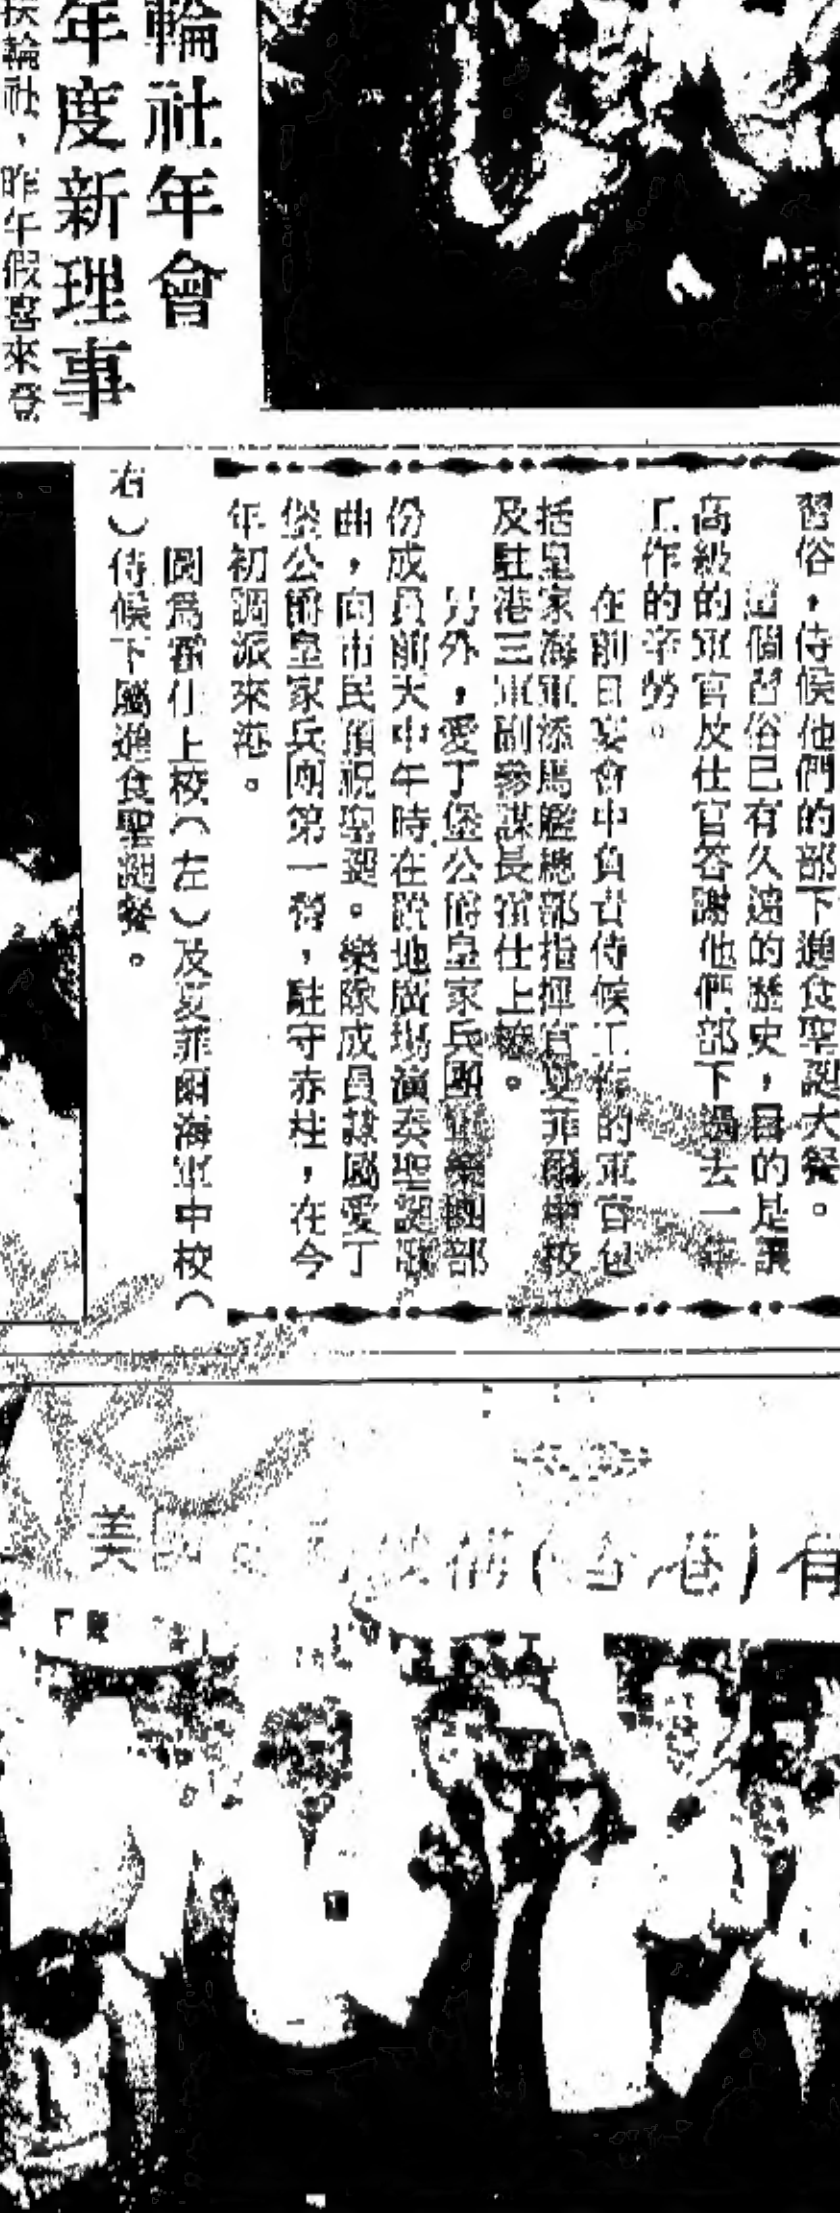 輪社年會
年度新理事
扶輪社，昨午假喜來登
習俗，侍候他們的部下進食聖誕大餐。
這個習俗已有久遠的歷史，目的是讓
高級的軍官及仕官答謝他們部下過去一年
工作的辛勞。
在前日宴會中負責侍候工作的軍官包
括皇家海軍添馬艦總部指揮官夏菲爾中校
及駐港三軍副參謀長霍仕上校。
另外，愛丁堡公爵皇家兵團軍樂團部
份成員前天中午時在置地廣場演奏聖誕歌
曲，向市民預祝聖誕。樂隊成員隸屬愛丁
堡公爵皇家兵團第一營，駐守赤柱，在今
年初調派來港。
圖為霍仕上校（左）及夏菲爾海軍中校（
右）侍候下屬進食聖誕餐。
美國
(香港)有